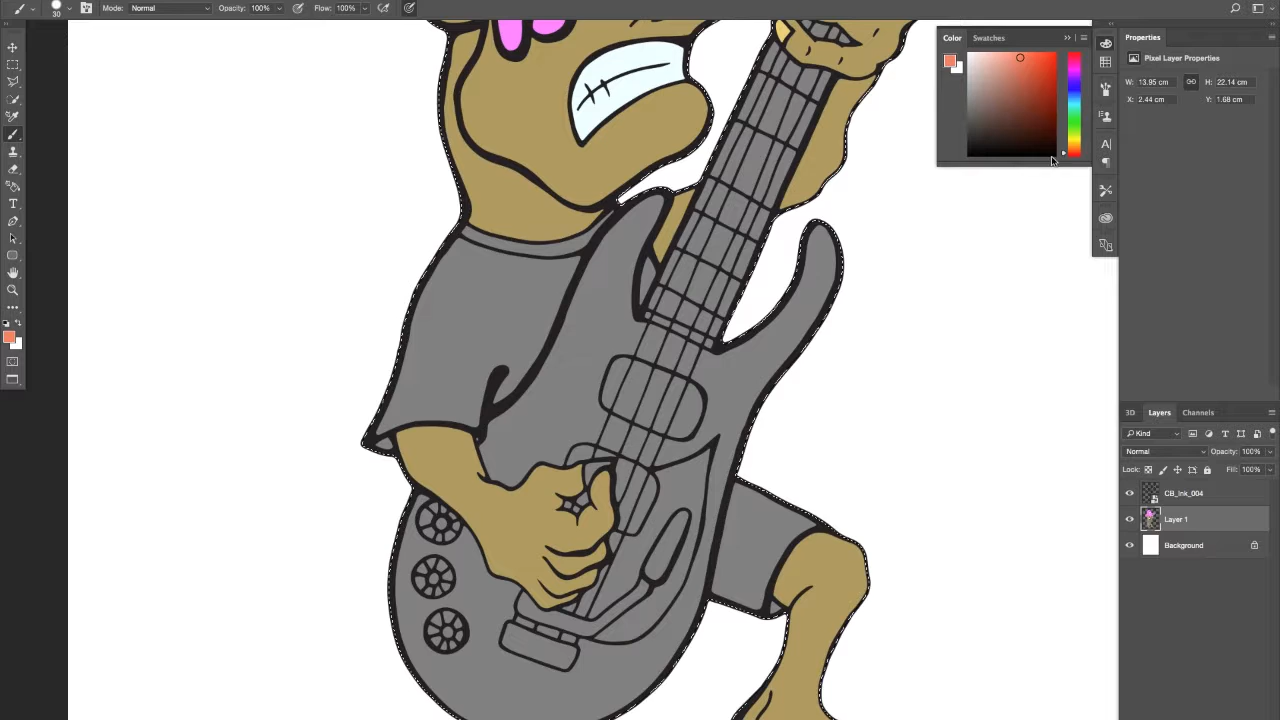 30
Mode: Normal
Opacity: 100%
Flow: 100%
Color
Swatches
Properties
Pixel Layer Properties
W: 13.95 cm
H: 22.14 cm
X: 2.44 cm
Y: 1.68 cm
3D
Layers
Channels
Kind
Normal
Opacity: 100%
Lock:
Fill: 100%
CB_Ink_004
Layer 1
Background